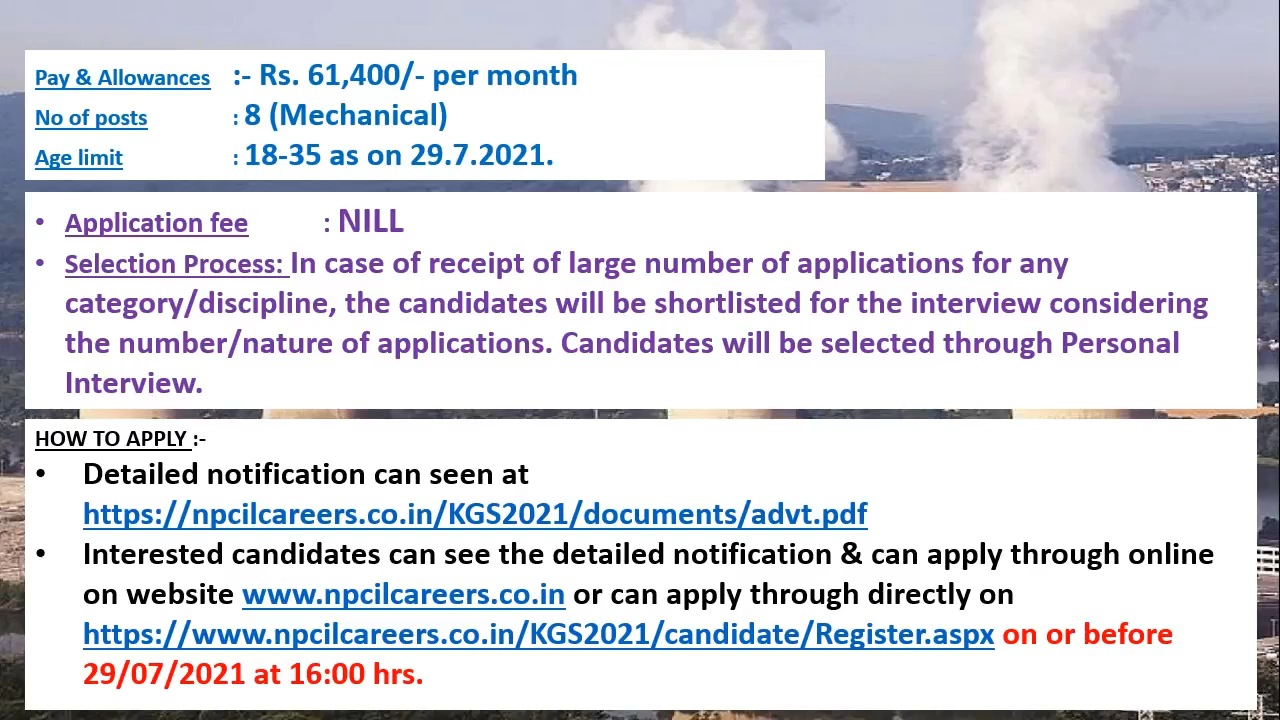 Pay & Allowances :- Rs. 61,400/- per month
No of posts : 8 (Mechanical)
Age limit : 18-35 as on 29.7.2021.
• Application fee : NILL
• Selection Process: In case of receipt of large number of applications for any
category/discipline, the candidates will be shortlisted for the interview considering
the number/nature of applications. Candidates will be selected through Personal
Interview.
HOW TO APPLY :-
• Detailed notification can seen at
https://npcilcareers.co.in/KGS2021/documents/advt.pdf
• Interested candidates can see the detailed notification & can apply through online
on website www.npcilcareers.co.in or can apply through directly on
https://www.npcilcareers.co.in/KGS2021/candidate/Register.aspx on or before
29/07/2021 at 16:00 hrs.